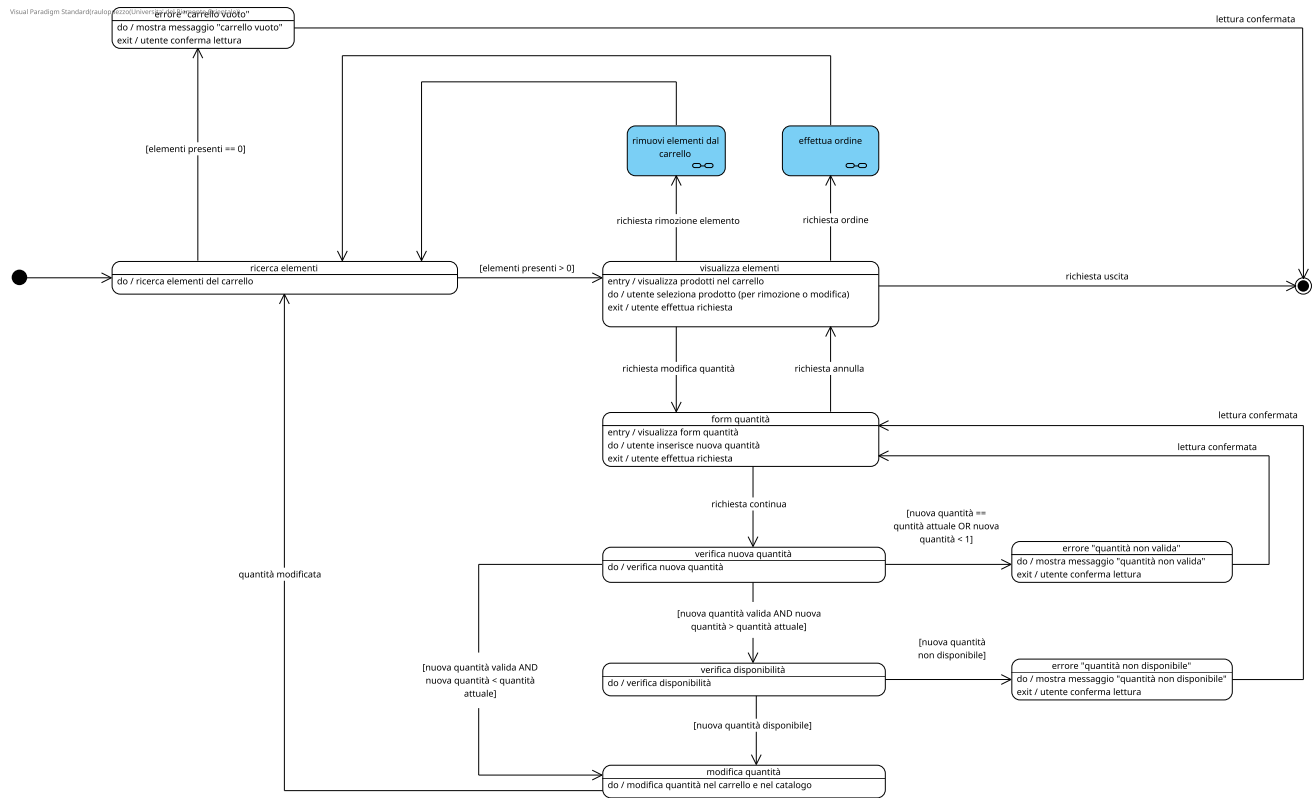 Visual Paradigm Standard(
errore "carrello vuoto"
do / mostra messaggio "carrello vuoto"
exit / utente conferma lettura
lettura confermata
[elementi presenti == 0]
rimuovi elementi dal
carrello
effettua ordine
richiesta rimozione elemento
richiesta ordine
ricerca elementi
do / ricerca elementi del carrello
[elementi presenti > 0]
visualizza elementi
entry / visualizza prodotti nel carrello
do / utente seleziona prodotto (per rimozione o modifica)
exit / utente effettua richiesta
richiesta uscita
richiesta modifica quantità
richiesta annulla
form quantità
entry / visualizza form quantità
do / utente inserisce nuova quantità
exit / utente effettua richiesta
lettura confermata
lettura confermata
richiesta continua
[nuova quantità ==
quntità attuale OR nuova
quantità < 1]
verifica nuova quantità
do / verifica nuova quantità
errore "quantità non valida"
do / mostra messaggio "quantità non valida"
exit / utente conferma lettura
quantità modificata
[nuova quantità valida AND nuova
quantità > quantità attuale]
[nuova quantità valida AND
nuova quantità < quantità
attuale]
[nuova quantità
non disponibile]
verifica disponibilità
do / verifica disponibilità
errore "quantità non disponibile"
do / mostra messaggio "quantità non disponibile"
exit / utente conferma lettura
[nuova quantità disponibile]
modifica quantità
do / modifica quantità nel carrello e nel catalogo